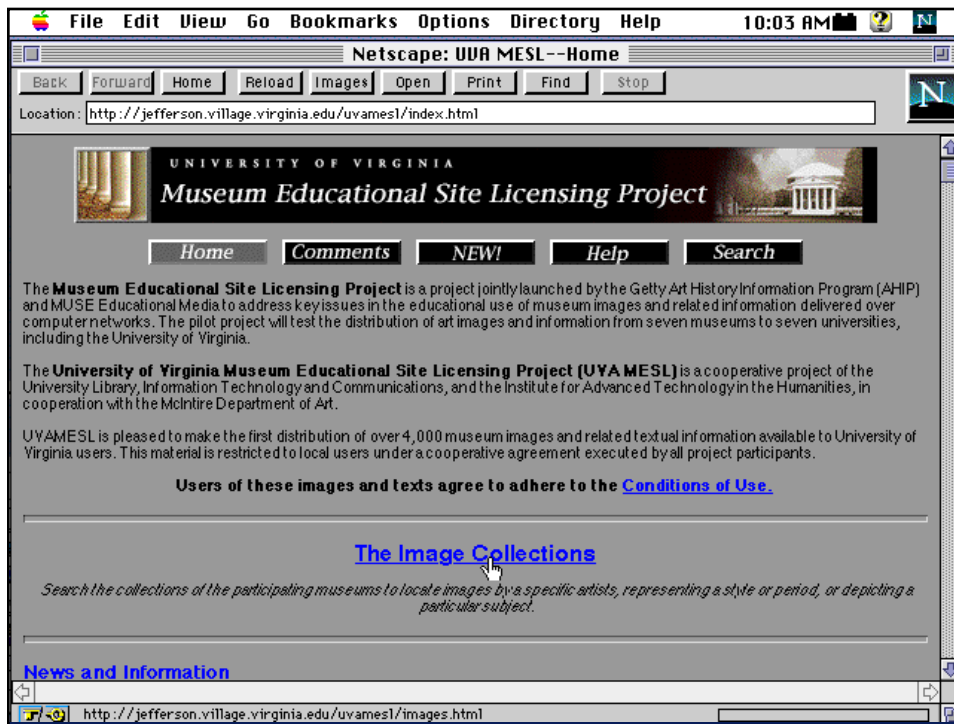 File Edit View Go Bookmarks Options Directory Help 10:03 AM
Netscape: UVA MESL--Home
Back Forward Home Reload Images Open Print Find Stop
N
Location: http://jefferson.village.virginia.edu/uvamesl/index.html
UNIVERSITY OF VIRGINIA
Museum Educational Site Licensing Project
Home Comments NEW! Help Search
The Museum Educational Site Licensing Project is a project jointly launched by the Getty Art History Information Program (AHIP)
and MUSE Educational Media to address key issues in the educational use of museum images and related information delivered over
computer networks. The pilot project will test the distribution of art images and information from seven museums to seven universities,
including the University of Virginia.
The University of Virginia Museum Educational Site Licensing Project (UVA MESL) is a cooperative project of the
University Library, Information Technology and Communications, and the Institute for Advanced Technology in the Humanities, in
cooperation with the McIntire Department of Art.
UVAMESL is pleased to make the first distribution of over 4,000 museum images and related textual information available to University of
Virginia users. This material is restricted to local users under a cooperative agreement executed by all project participants.
Users of these images and texts agree to adhere to the Conditions of Use.
The Image Collections
Search the collections of the participating museums to locate images by a specific artists, representing a style or period, or depicting a
particular subject.
News and Information
http://jefferson.village.virginia.edu/uvamesl/images.html